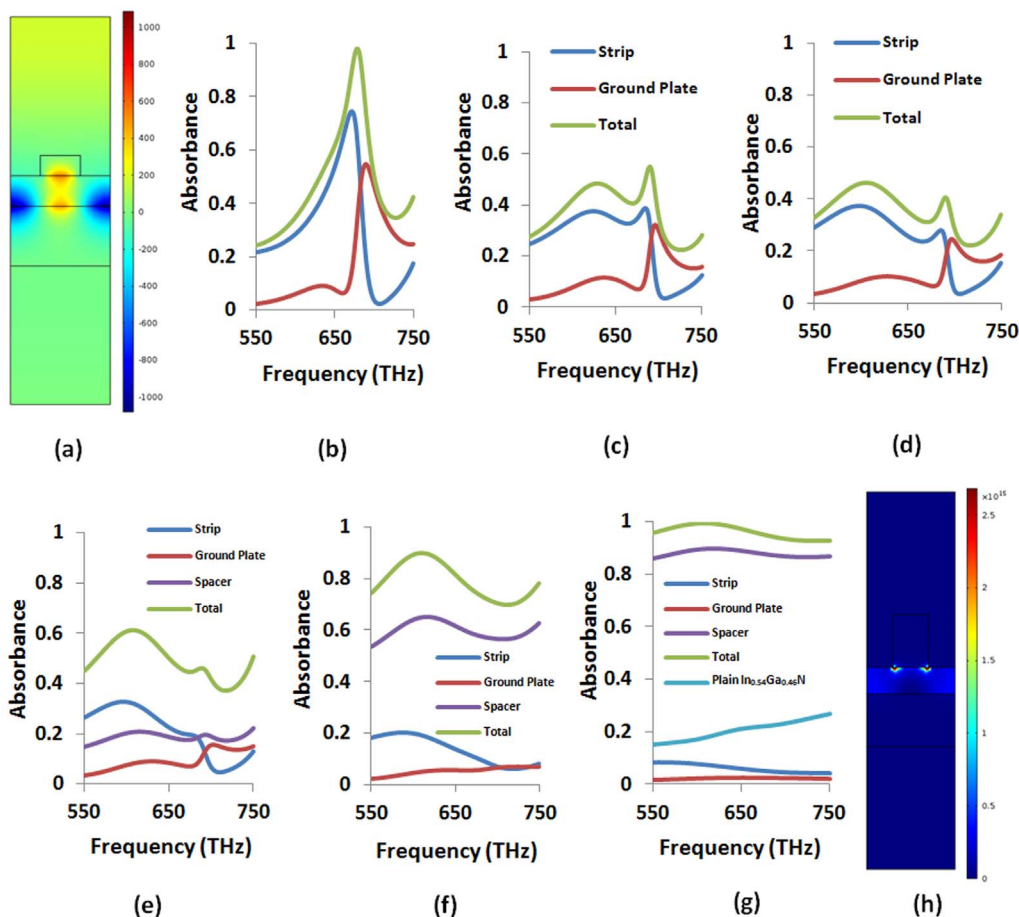 1000
800
600
400
200
0
-200
-400
-600
-800
-1000
(a)
Absorbance
1
0.8
0.6
0.4
0.2
0
550
650
750
Frequency (THz)
Strip
Ground Plate
Total
(b)
Absorbance
1
0.8
0.6
0.4
0.2
0
550
650
750
Frequency (THz)
Strip
Ground Plate
Total
(c)
Absorbance
1
0.8
0.6
0.4
0.2
0
550
650
750
Frequency (THz)
Strip
Ground Plate
Total
(d)
Absorbance
1
0.8
0.6
0.4
0.2
0
550
650
750
Frequency (THz)
Strip
Ground Plate
Spacer
Total
(e)
Absorbance
1
0.8
0.6
0.4
0.2
0
550
650
750
Frequency (THz)
Strip
Ground Plate
Spacer
Total
(f)
Absorbance
1
0.8
0.6
0.4
0.2
0
550
650
750
Frequency (THz)
Strip
Ground Plate
Spacer
Total
Plain In0.54Ga0.46N
(g)
×10¹⁵
2.5
2
1.5
1
0.5
0
(h)